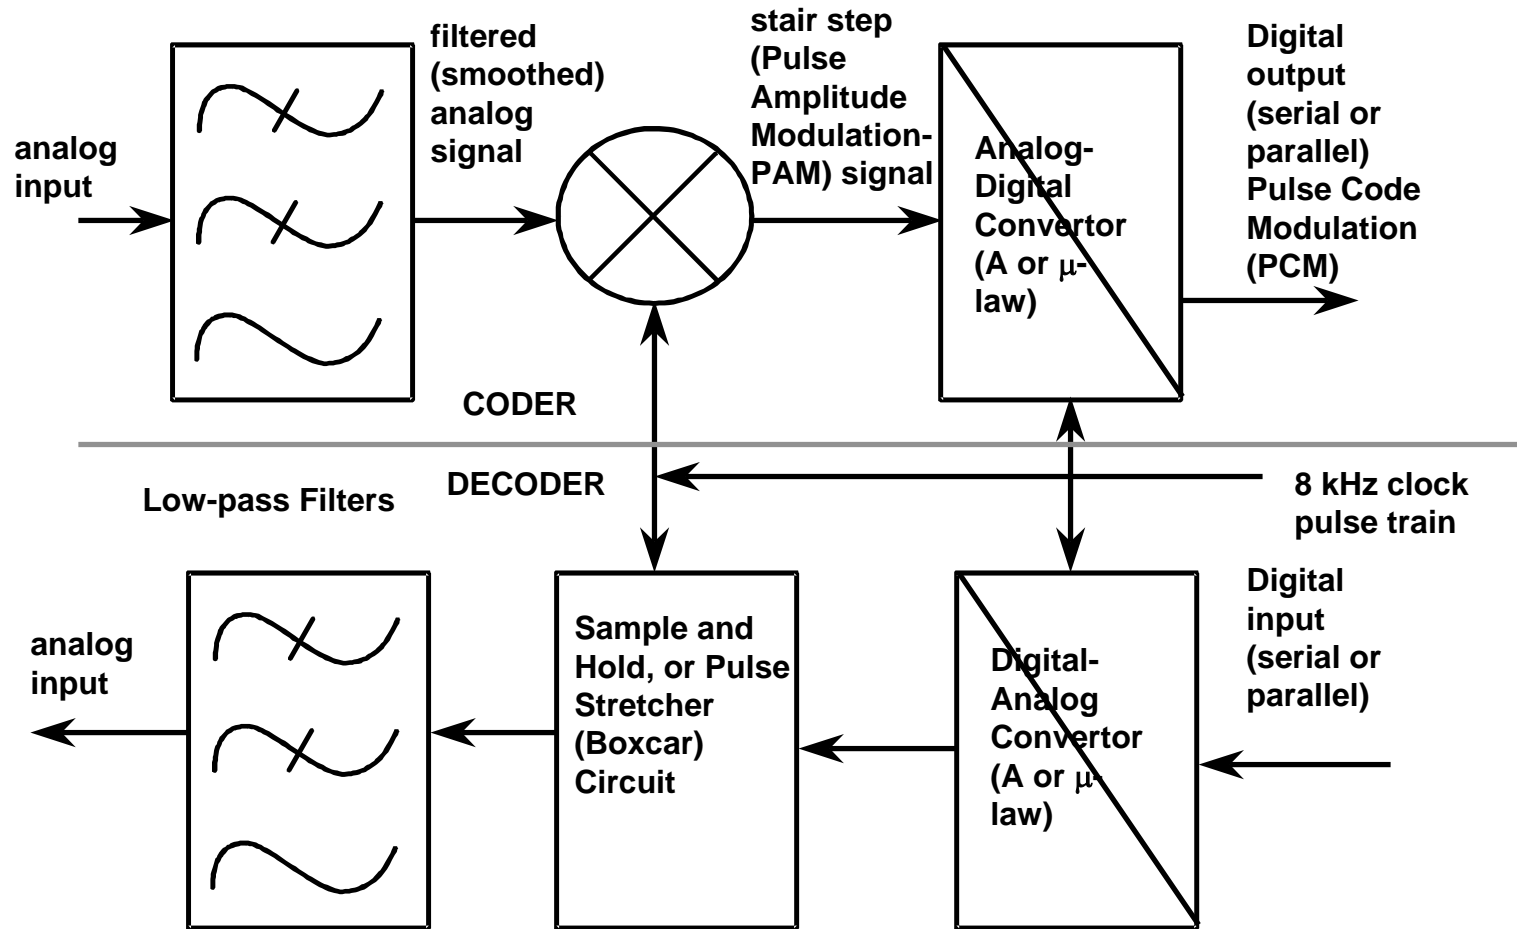 analog
input
filtered
(smoothed)
analog
signal
stair step
(Pulse
Amplitude
Modulation-
PAM) signal
Analog-
Digital
Convertor
(A or μ-
law)
Digital
output
(serial or
parallel)
Pulse Code
Modulation
(PCM)
CODER
DECODER
Low-pass Filters
8 kHz clock
pulse train
analog
input
Sample and
Hold, or Pulse
Stretcher
(Boxcar)
Circuit
Digital-
Analog
Convertor
(A or μ-
law)
Digital
input
(serial or
parallel)